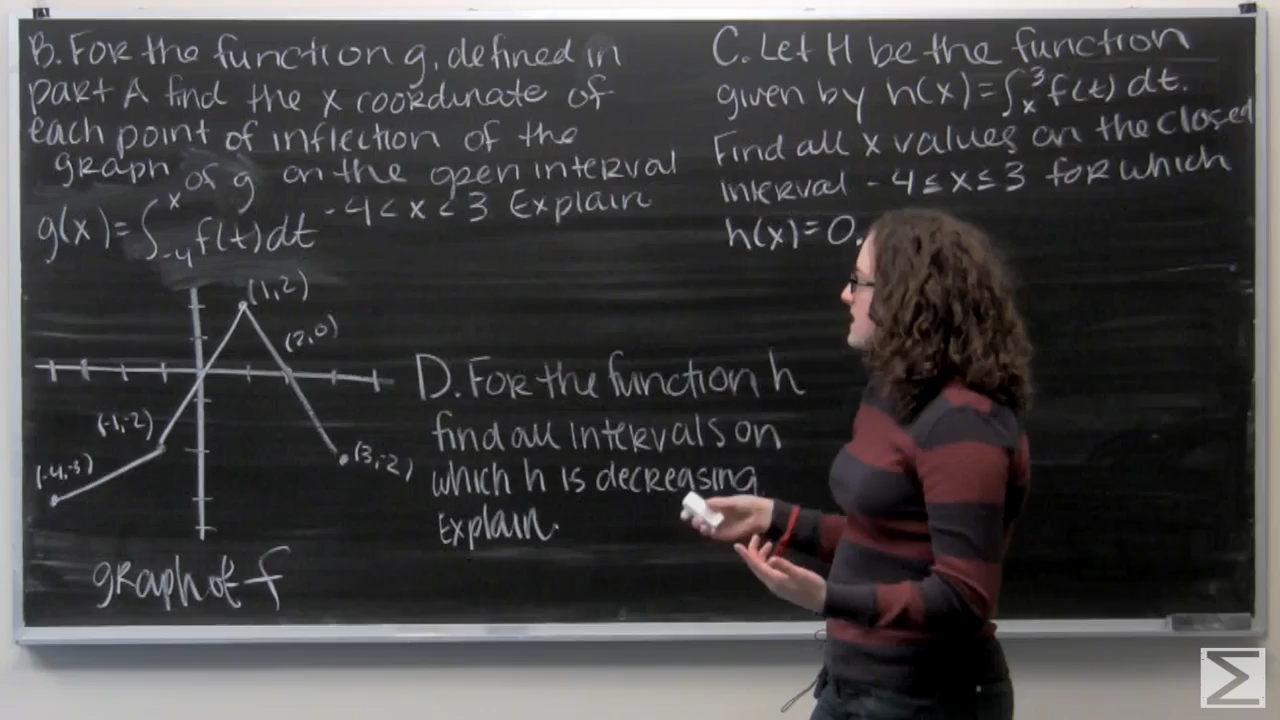 B. For the function g, defined in
part A find the x coordinate of
each point of inflection of the
graph of g on the open interval
-4 < x < 3 Explain
g(x) = ∫_{-4}^{x} f(t) dt
C. Let H be the function
given by h(x) = ∫_{x}^{3} f(t) dt.
Find all x values on the closed
interval -4 ≤ x ≤ 3 for which
h(x) = 0.
(1,2)
(2,0)
(-1,-2)
(-4,-3)
(3,-2)
graph of f
D. For the function h
find all intervals on
which h is decreasing.
Explain.
Σ